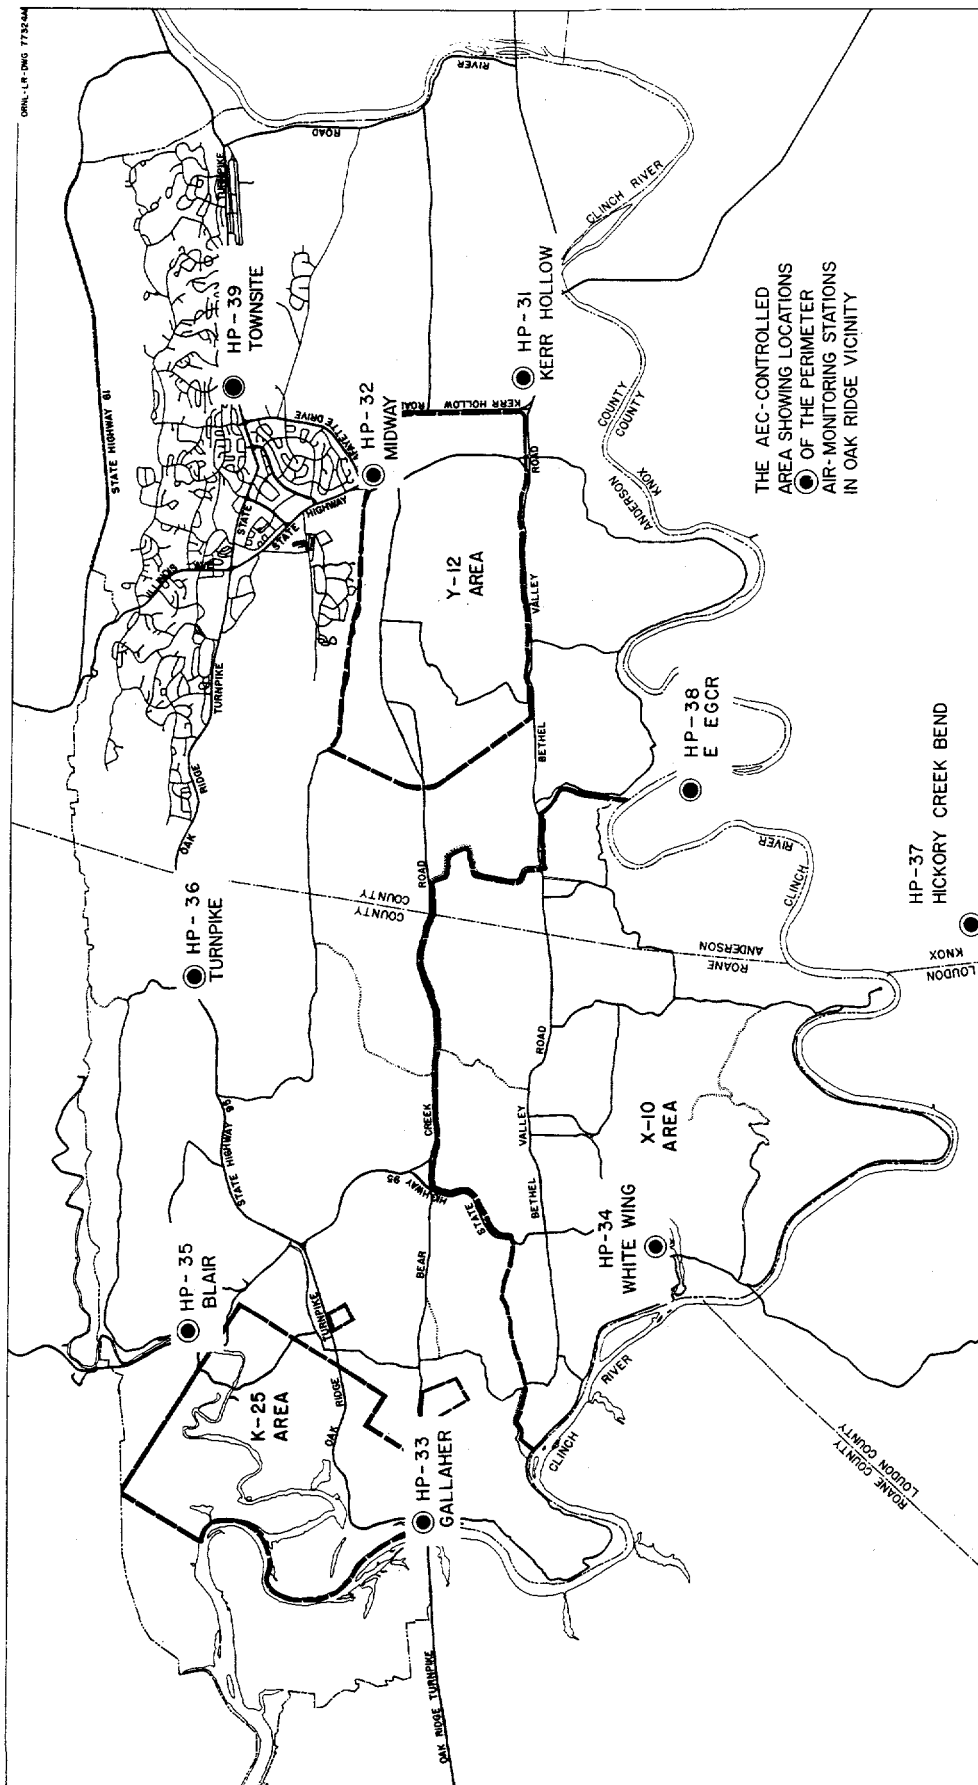 ORNL-LR-DWG 77324A
STATE HIGHWAY 61
TURNPIKE
ROAD
RIVER
CLINCH RIVER
HP-39
TOWNSITE
HP-31
KERR HOLLOW
HP-32
MIDWAY
KERR HOLLOW
LAFAYETTE DRIVE
STATE
STATE HIGHWAY
ILLINOIS
TURNPIKE
OAK RIDGE
Y-12
AREA
BETHEL VALLEY ROAD
COUNTY
COUNTY
ANDERSON
KNOX
THE AEC-CONTROLLED
AREA SHOWING LOCATIONS
OF THE PERIMETER
AIR-MONITORING STATIONS
IN OAK RIDGE VICINITY
HP-38
E EGCR
HP-37
HICKORY CREEK BEND
CLINCH RIVER
HP-36
TURNPIKE
COUNTY
COUNTY
ROANE
ANDERSON
LOUDON
KNOX
BEAR CREEK ROAD
STATE HIGHWAY 95
STATE HIGHWAY 95
BETHEL VALLEY ROAD
X-10
AREA
HP-34
WHITE WING
HP-35
BLAIR
K-25
AREA
OAK RIDGE TURNPIKE
HP-33
GALLAHER
CLINCH RIVER
ROANE COUNTY
LOUDON COUNTY
OAK RIDGE TURNPIKE